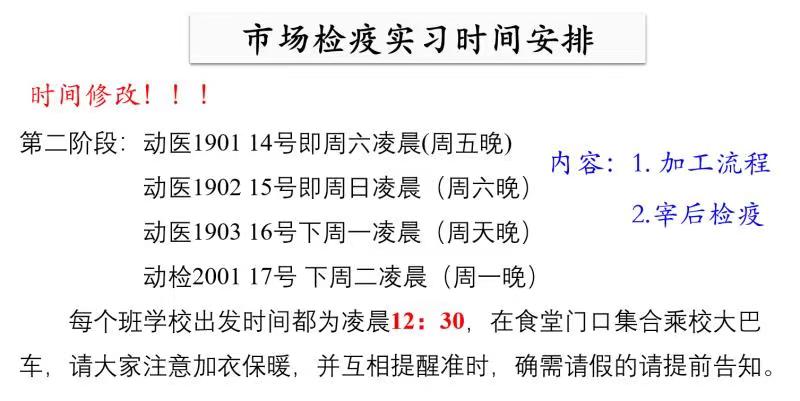 市场检疫实习时间安排
时间修改！！！
第二阶段：动医1901 14号即周六凌晨(周五晚)
内容：1. 加工流程
动医1902 15号即周日凌晨（周六晚）
2.宰后检疫
动医1903 16号下周一凌晨（周天晚）
动检2001 17号 下周二凌晨（周一晚）
每个班学校出发时间都为凌晨12：30，在食堂门口集合乘校大巴
车，请大家注意加衣保暖，并互相提醒准时，确需请假的请提前告知。